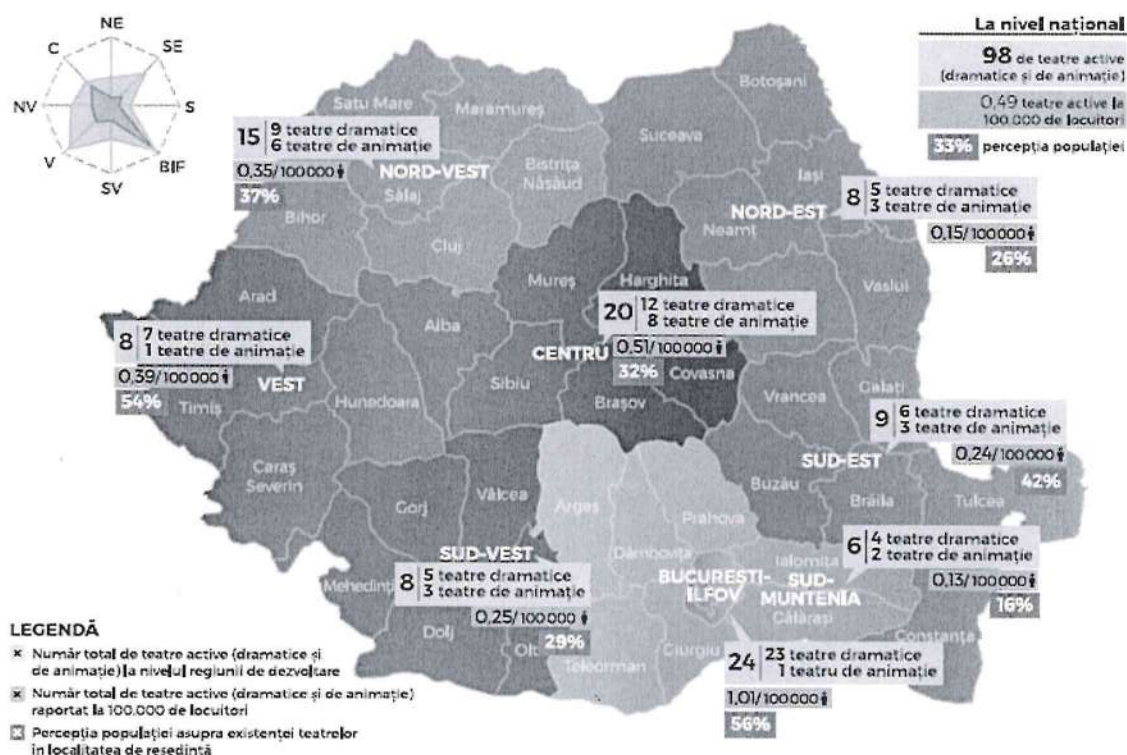 NE
C
SE
NV
S
V
BIF
SV
La nivel național
98 de teatre active
(dramatice și de animație)
0,49 teatre active la
100.000 de locuitori
33% percepția populației
Botoșani
Satu Mare
Maramureș
Suceava
15
9 teatre dramatice
6 teatre de animație
0,35/100000
37%
NORD-VEST
Sălaj
Bistrița
Năsăud
Iași
Bihor
Cluj
Neamț
NORD-EST
8
5 teatre dramatice
3 teatre de animație
0,15/100000
26%
Mureș
Harghita
Vaslui
Arad
Alba
8
7 teatre dramatice
1 teatre de animație
0,39/100000
54%
VEST
Timiș
Hunedoara
Sibiu
CENTRU
20
12 teatre dramatice
8 teatre de animație
0,51/100000
32%
Covasna
Brașov
Vrancea
Galați
9
6 teatre dramatice
3 teatre de animație
0,24/100000
42%
SUD-EST
Buzău
Brăila
Tulcea
Caraș
Severin
Gorj
Vâlcea
Argeș
Prahova
Dâmbovița
SUD-VEST
8
5 teatre dramatice
3 teatre de animație
0,25/100000
29%
Mehedinți
Dolj
Olt
Teleorman
Giurgiu
BUCUREȘTI-
ILFOV
Ialomița
SUD-
MUNTENIA
Călărași
6
4 teatre dramatice
2 teatre de animație
0,13/100000
16%
Constanța
24
23 teatre dramatice
1 teatru de animație
1,01/100000
56%
LEGENDĂ
x Număr total de teatre active (dramatice și
de animație) la nivelul regiunii de dezvoltare
x Număr total de teatre active (dramatice și de animație)
raportat la 100.000 de locuitori
x Percepția populației asupra existenței teatrelor
în localitatea de reședință